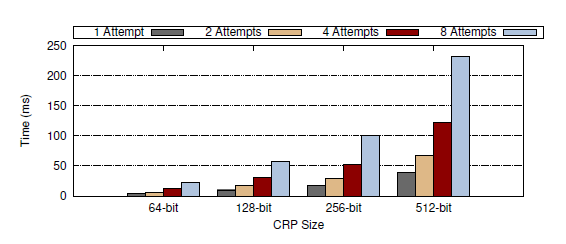 1 Attempt 2 Attempts 4 Attempts 8 Attempts
250
200
150
100
50
0
Time (ms)
64-bit 128-bit 256-bit 512-bit
CRP Size